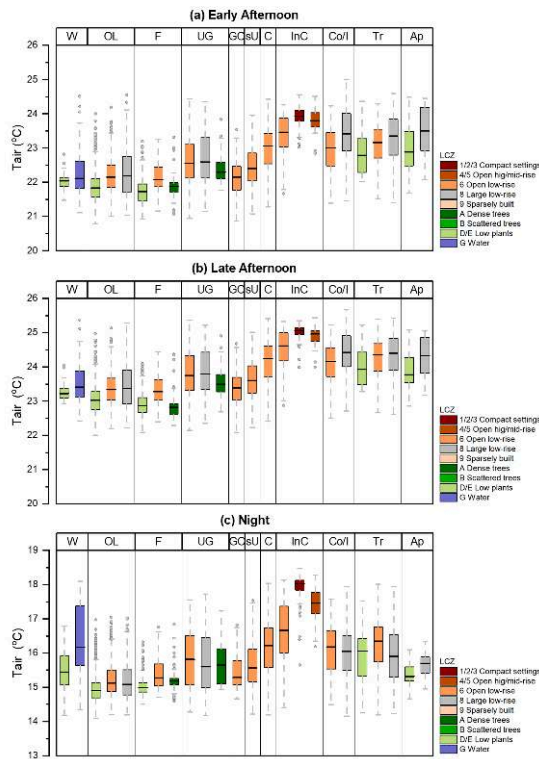 (a) Early Afternoon
W OL F UG GC sU C InC Co/I Tr Ap
26
25
24
23
22
21
20
Tair (ºC)
LCZ
1/2/3 Compact settings
4/5 Open hig/mid-rise
6 Open low-rise
8 Large low-rise
9 Sparsely built
A Dense trees
B Scattered trees
D/E Low plants
G Water
(b) Late Afternoon
W OL F UG GC sU C InC Co/I Tr Ap
26
25
24
23
22
21
20
Tair (ºC)
LCZ
1/2/3 Compact settings
4/5 Open hig/mid-rise
6 Open low-rise
8 Large low-rise
9 Sparsely built
A Dense trees
B Scattered trees
D/E Low plants
G Water
(c) Night
W OL F UG GC sU C InC Co/I Tr Ap
19
18
17
16
15
14
13
Tair (ºC)
LCZ
1/2/3 Compact settings
4/5 Open hig/mid-rise
6 Open low-rise
8 Large low-rise
9 Sparsely built
A Dense trees
B Scattered trees
D/E Low plants
G Water